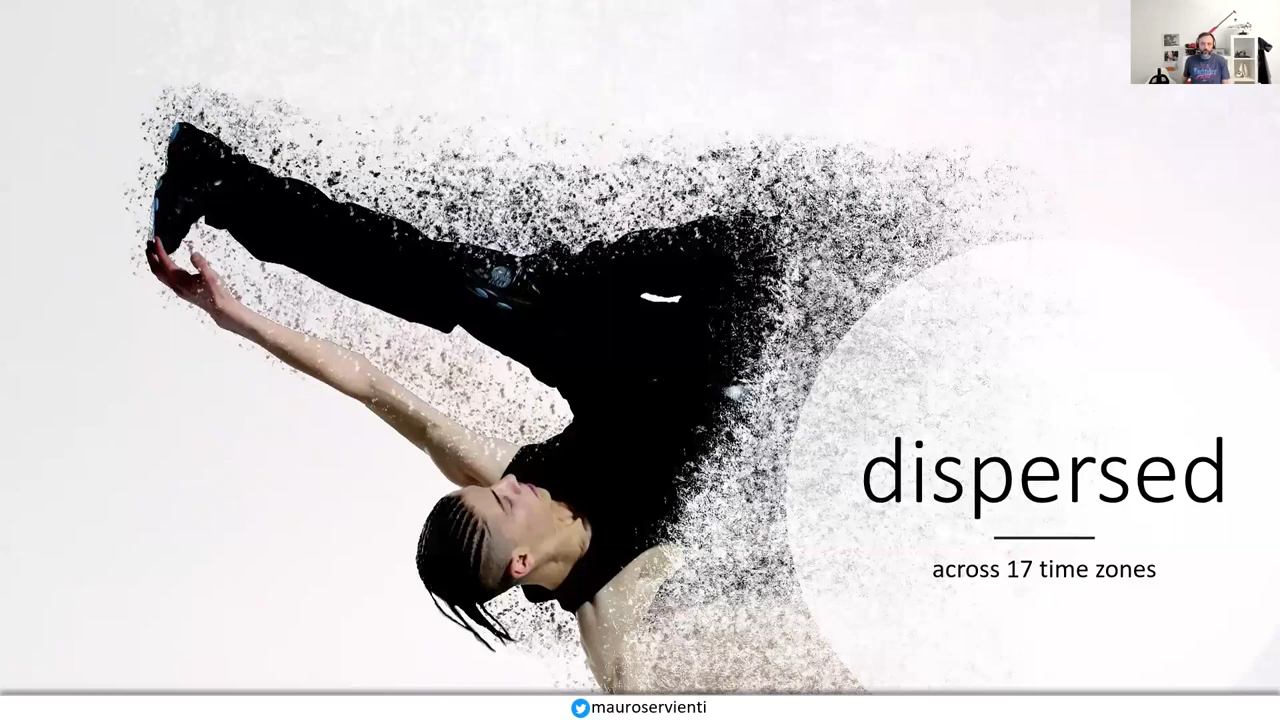 dispersed
across 17 time zones
mauroservienti